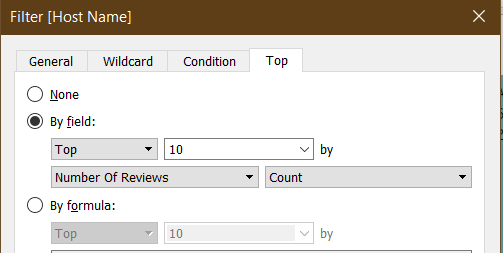 Filter [Host Name]
General Wildcard Condition Top
None
By field:
Top 10 by
Number Of Reviews Count
By formula:
Top 10 by